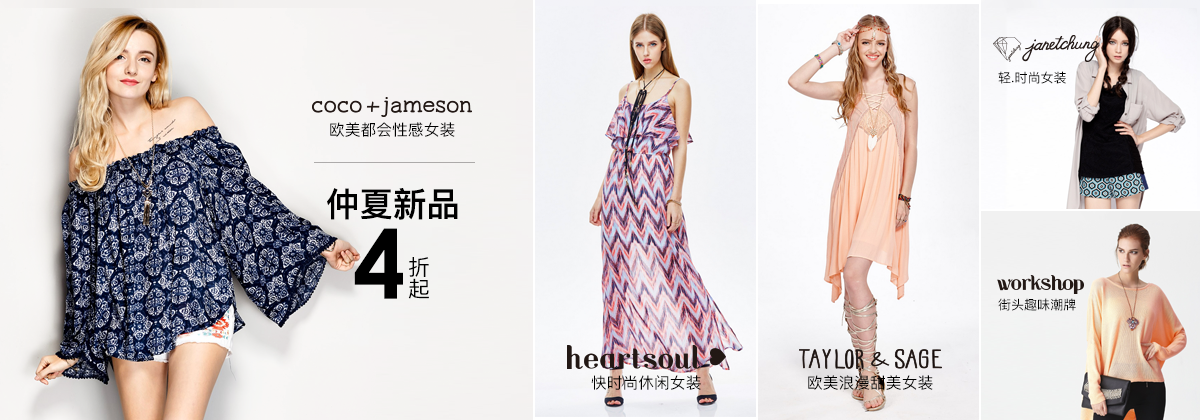 coco + jameson
欧美都会性感女装
仲夏新品
4折起
heartsoul
快时尚休闲女装
TAYLOR & SAGE
欧美浪漫甜美女装
janetchung
轻.时尚女装
workshop
街头趣味潮牌